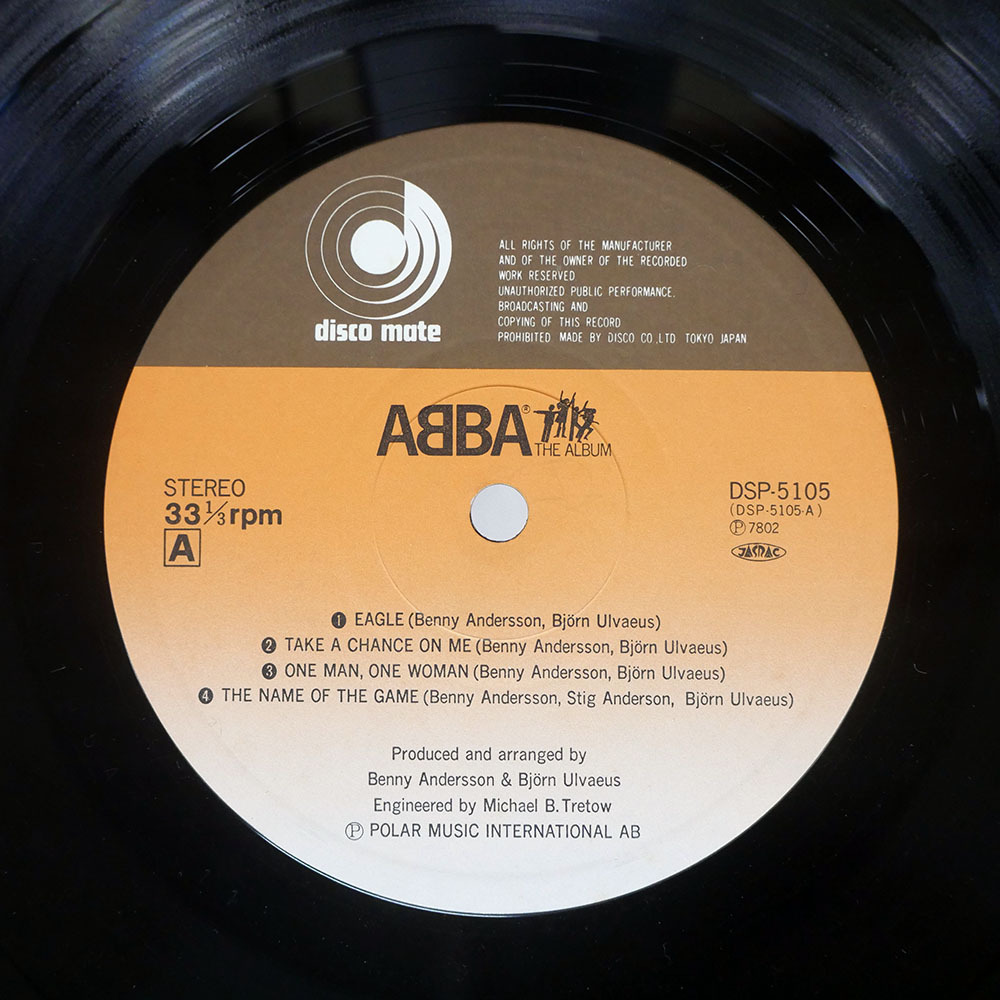 disco mate
ALL RIGHTS OF THE MANUFACTURER
AND OF THE OWNER OF THE RECORDED
WORK RESERVED
UNAUTHORIZED PUBLIC PERFORMANCE.
BROADCASTING AND
COPYING OF THIS RECORD
PROHIBITED MADE BY DISCO CO.,LTD TOKYO JAPAN
ABBA®
THE ALBUM
STEREO
33 1/3 rpm
A
DSP-5105
(DSP-5105-A)
Ⓟ 7802
JASRAC
❶ EAGLE (Benny Andersson, Björn Ulvaeus)
❷ TAKE A CHANCE ON ME (Benny Andersson, Björn Ulvaeus)
❸ ONE MAN, ONE WOMAN (Benny Andersson, Björn Ulvaeus)
❹ THE NAME OF THE GAME (Benny Andersson, Stig Anderson, Björn Ulvaeus)
Produced and arranged by
Benny Andersson & Björn Ulvaeus
Engineered by Michael B. Tretow
Ⓟ POLAR MUSIC INTERNATIONAL AB